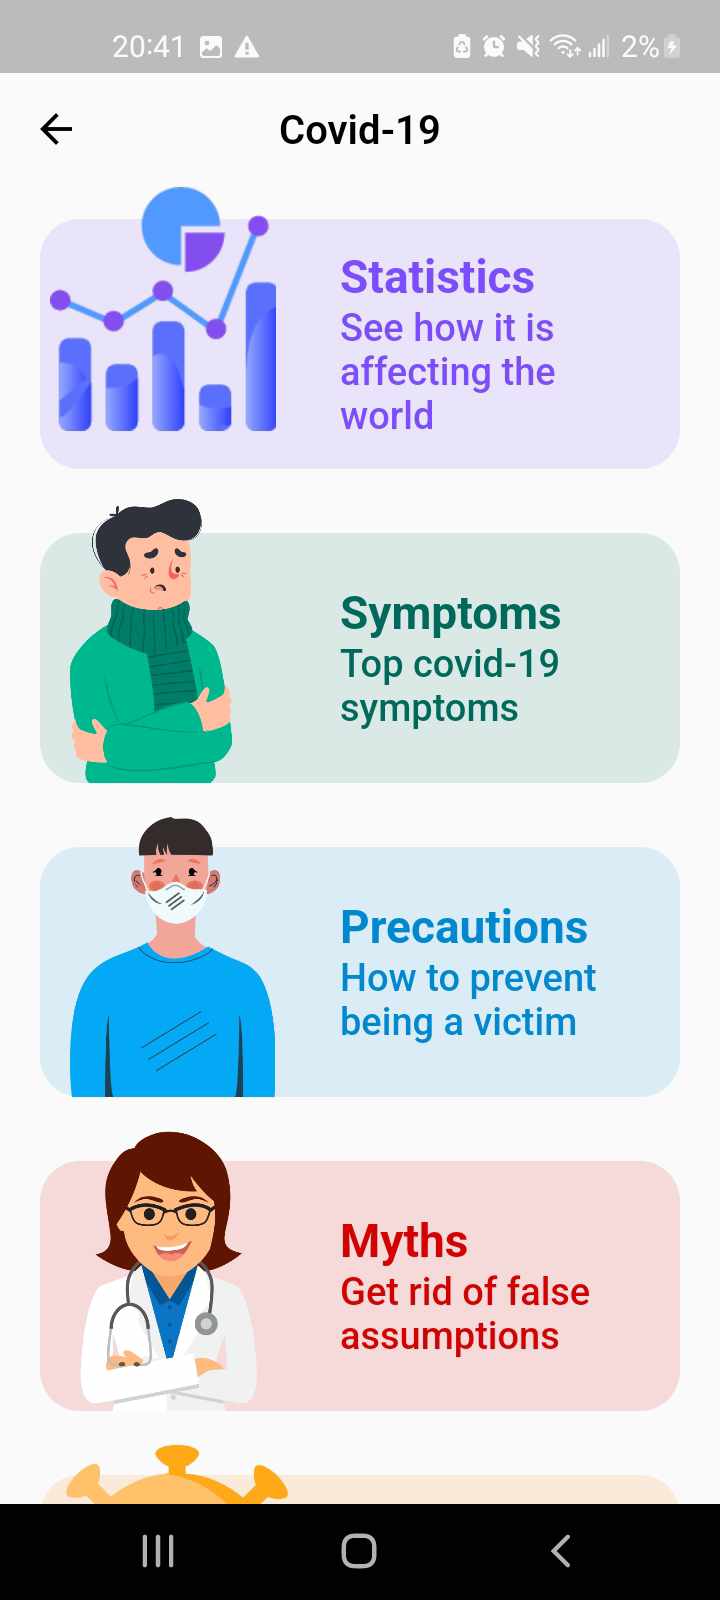 20:41 2%
Covid-19
Statistics
See how it is
affecting the
world
Symptoms
Top covid-19
symptoms
Precautions
How to prevent
being a victim
Myths
Get rid of false
assumptions